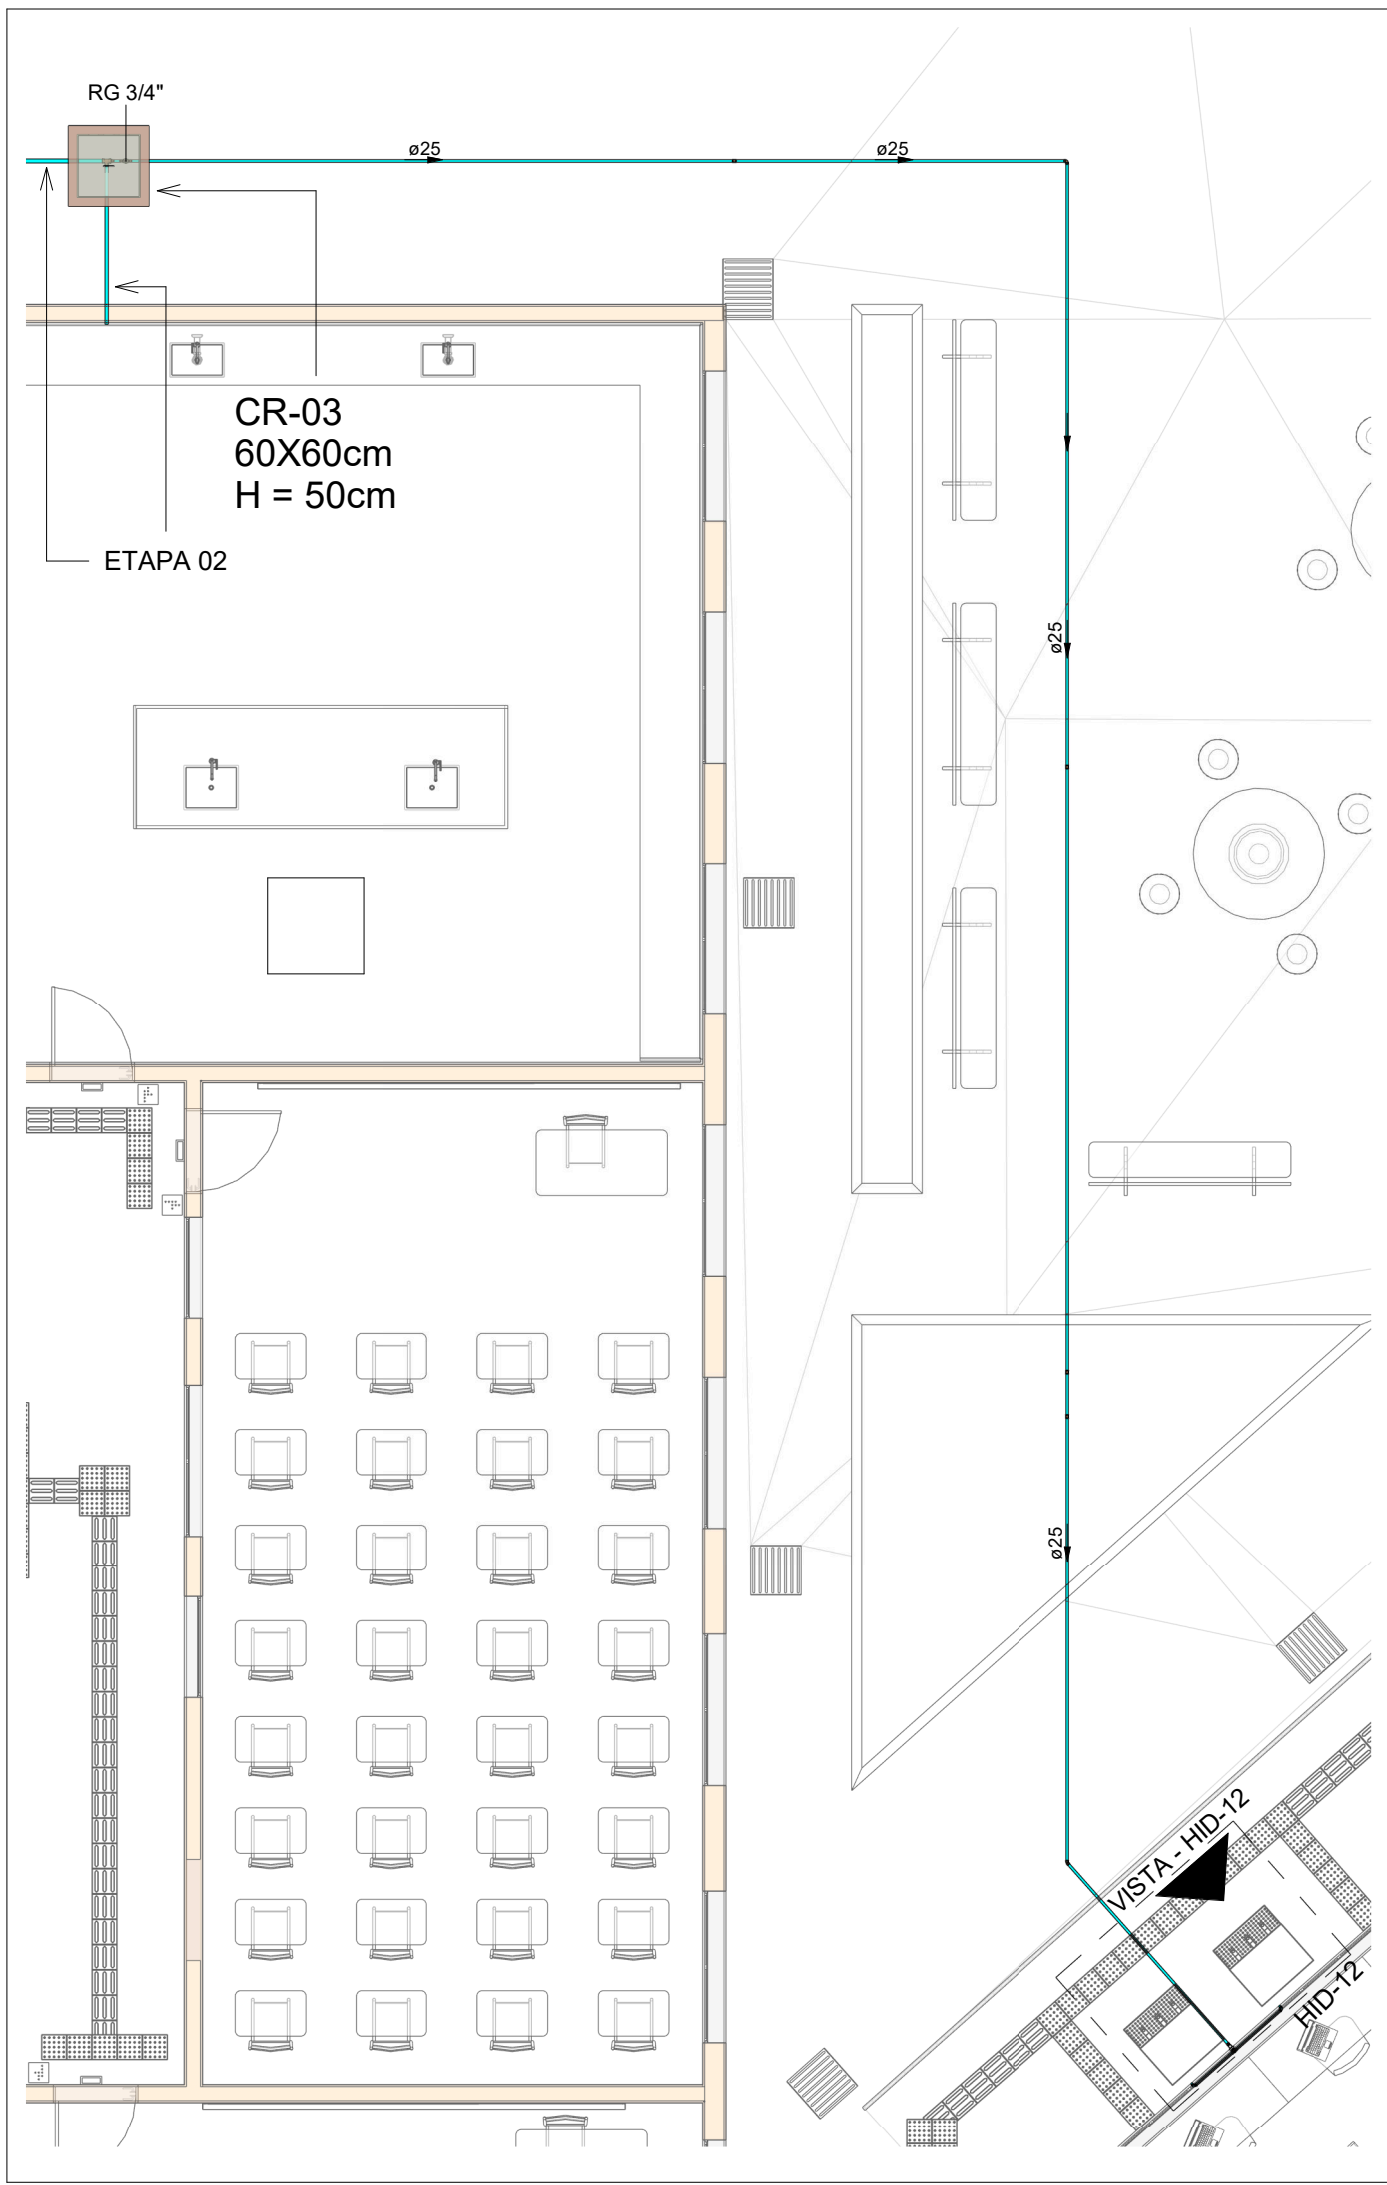 RG 3/4"
ø25
ø25
CR-03
60X60cm
H = 50cm
ETAPA 02
ø25
ø25
VISTA - HID-12
HID-12